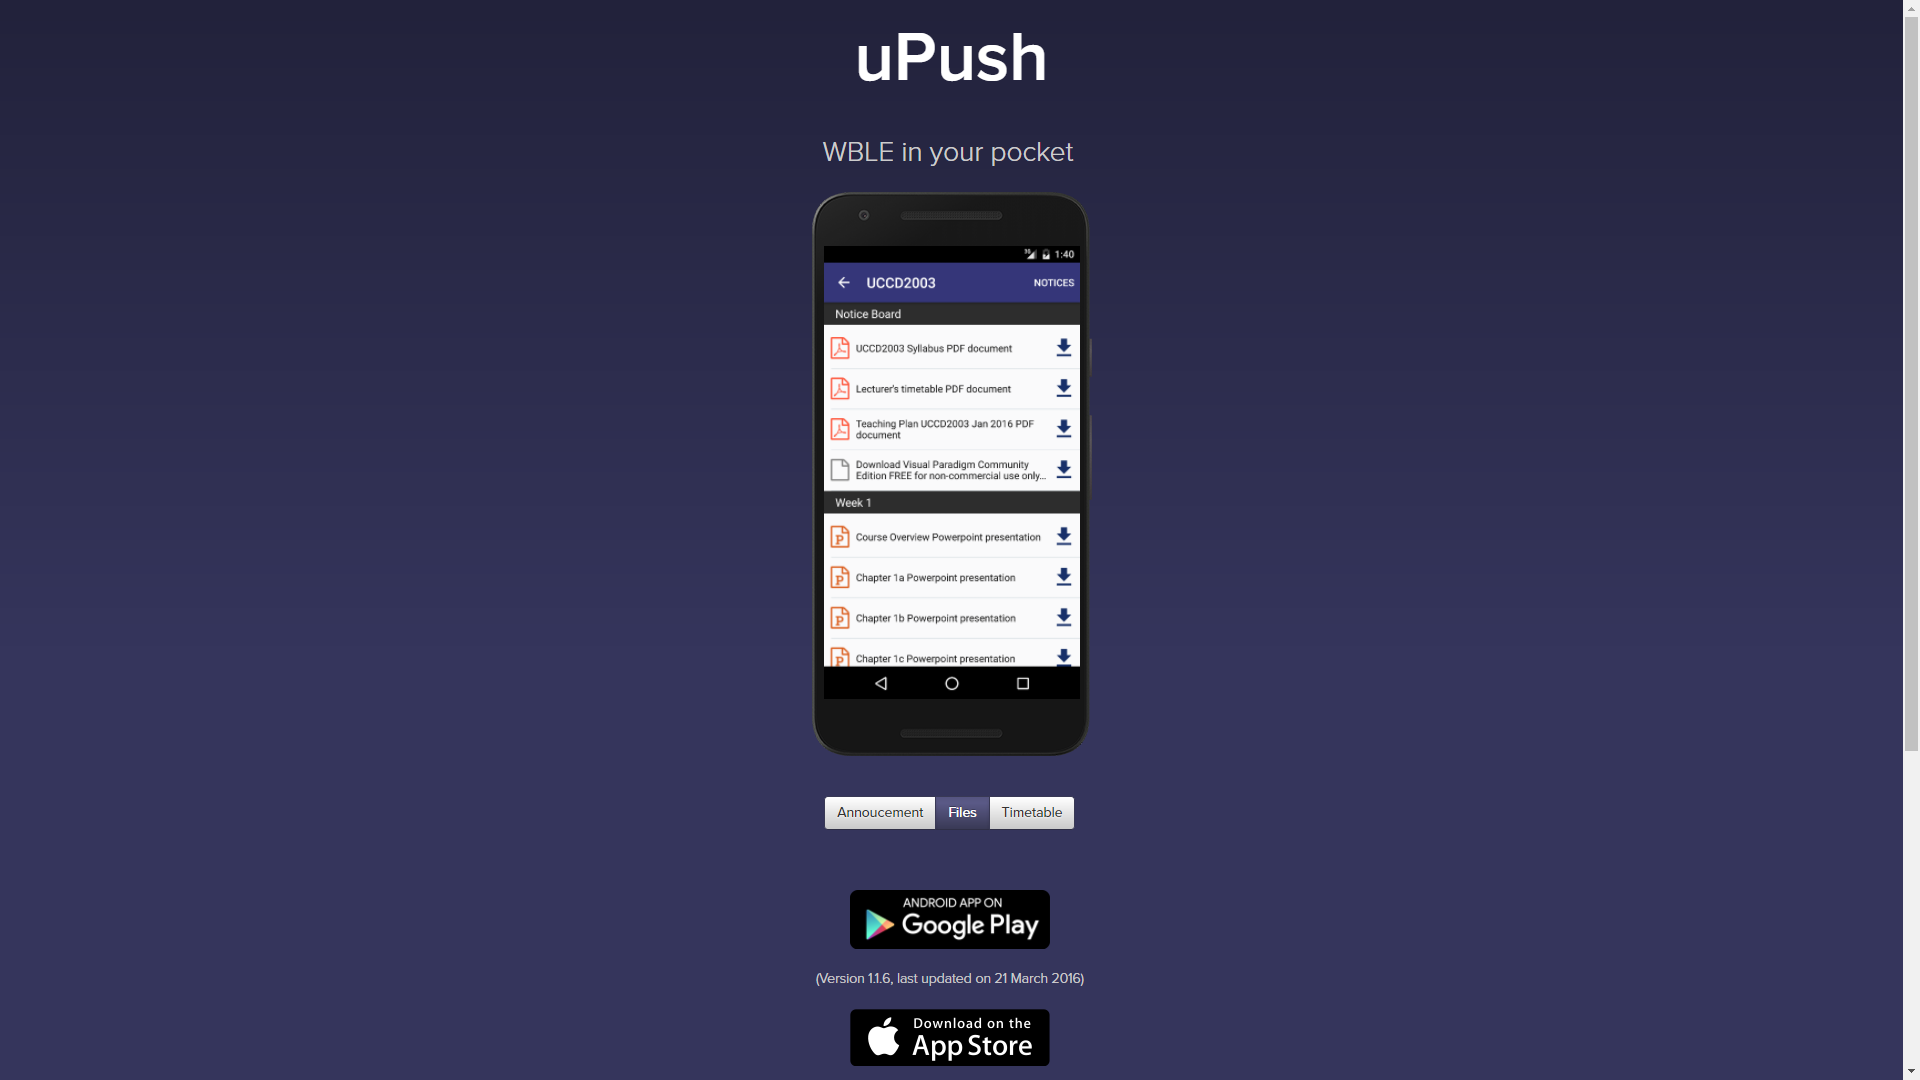 uPush
WBLE in your pocket
1:40
UCCD2003
NOTICES
Notice Board
UCCD2003 Syllabus PDF document
Lecturer's timetable PDF document
Teaching Plan UCCD2003 Jan 2016 PDF
document
Download Visual Paradigm Community
Edition FREE for non-commercial use only...
Week 1
Course Overview Powerpoint presentation
Chapter 1a Powerpoint presentation
Chapter 1b Powerpoint presentation
Chapter 1c Powerpoint presentation
Annoucement
Files
Timetable
ANDROID APP ON
Google Play
(Version 1.1.6, last updated on 21 March 2016)
Download on the
App Store